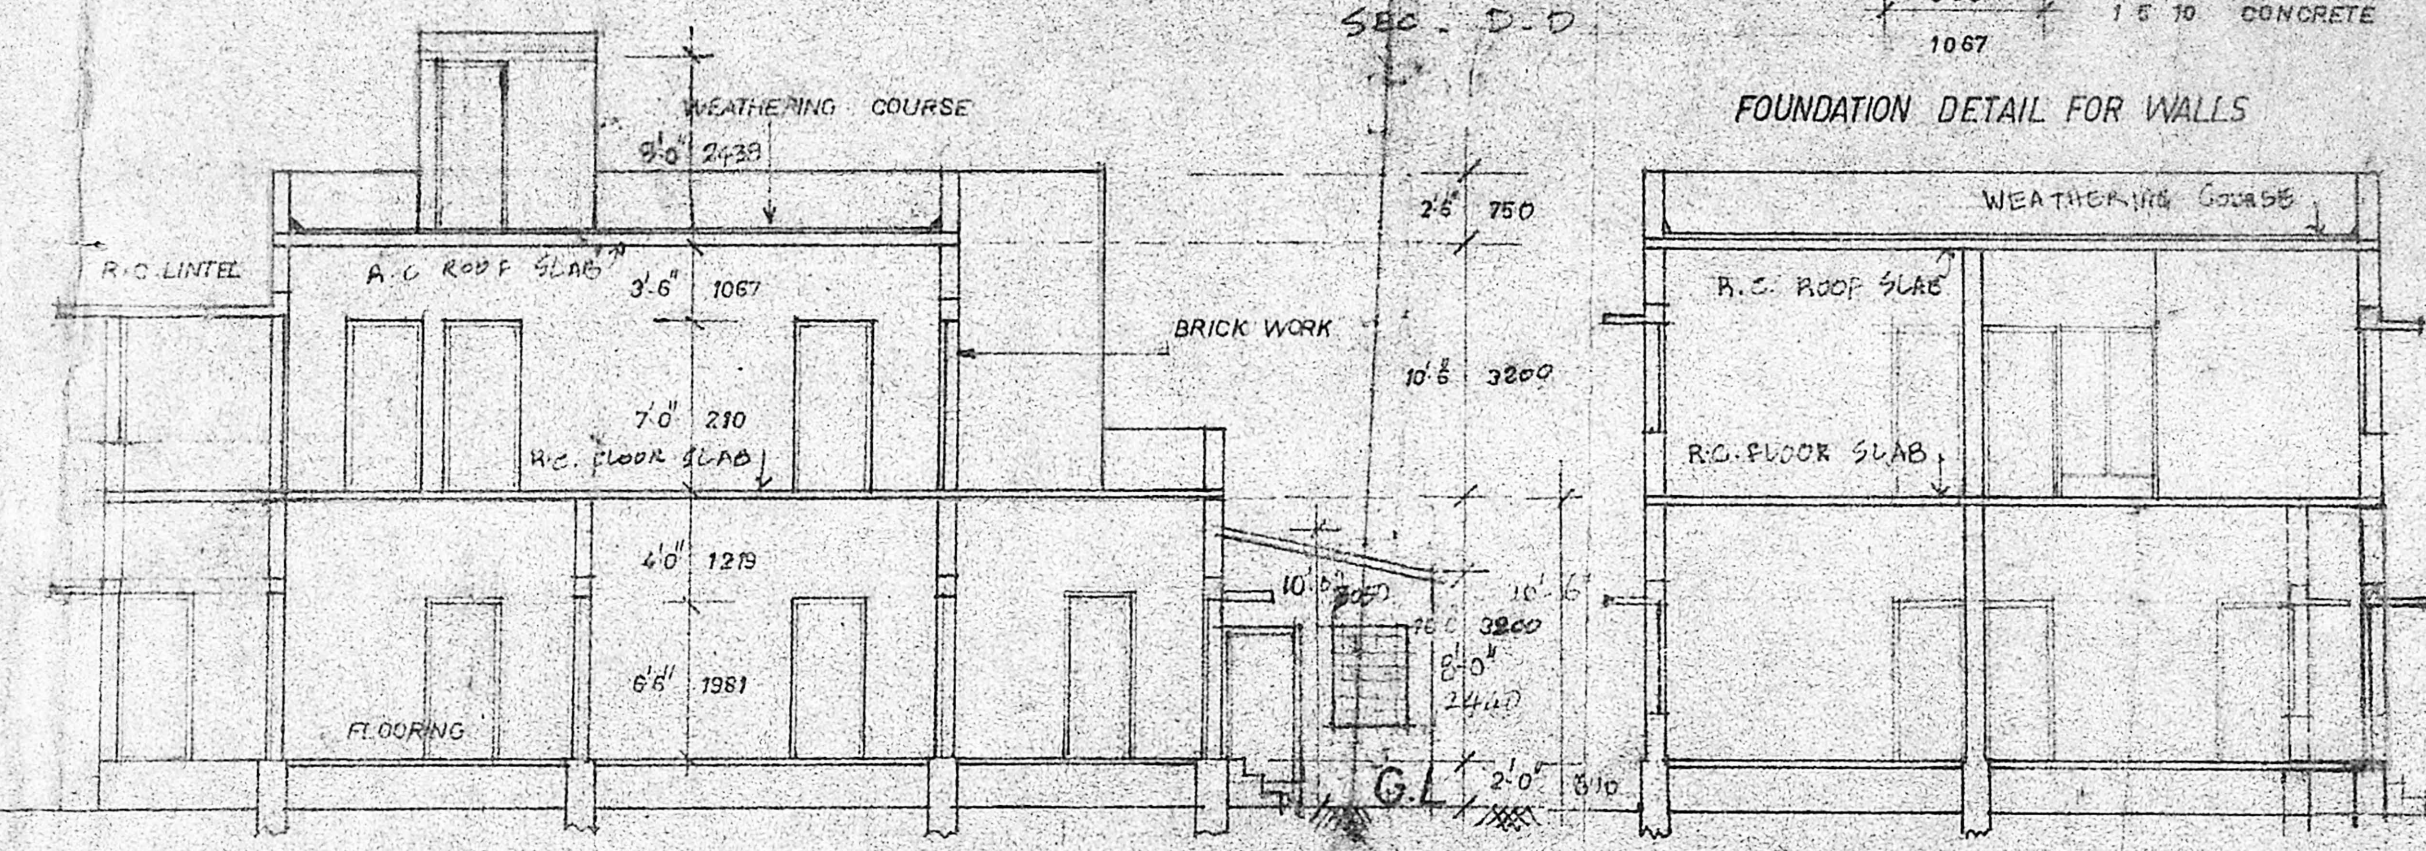 SEC - D-D
1 5 10 CONCRETE
1067
FOUNDATION DETAIL FOR WALLS
WEATHERING COURSE
8'-0" 2438
2'-6" 750
WEATHERING COURSE
R.C. LINTEL
R.C ROOF SLAB
3'-6" 1067
R.C. ROOF SLAB
BRICK WORK
10'-6" 3200
7'-0" 210
R.C. FLOOR SLAB
R.C. FLOOR SLAB
4'-0" 1219
10'-0" 3050
10'-6"
3200
8'-0"
2440
6'6" 1981
FLOORING
G.L
2'-0" 610